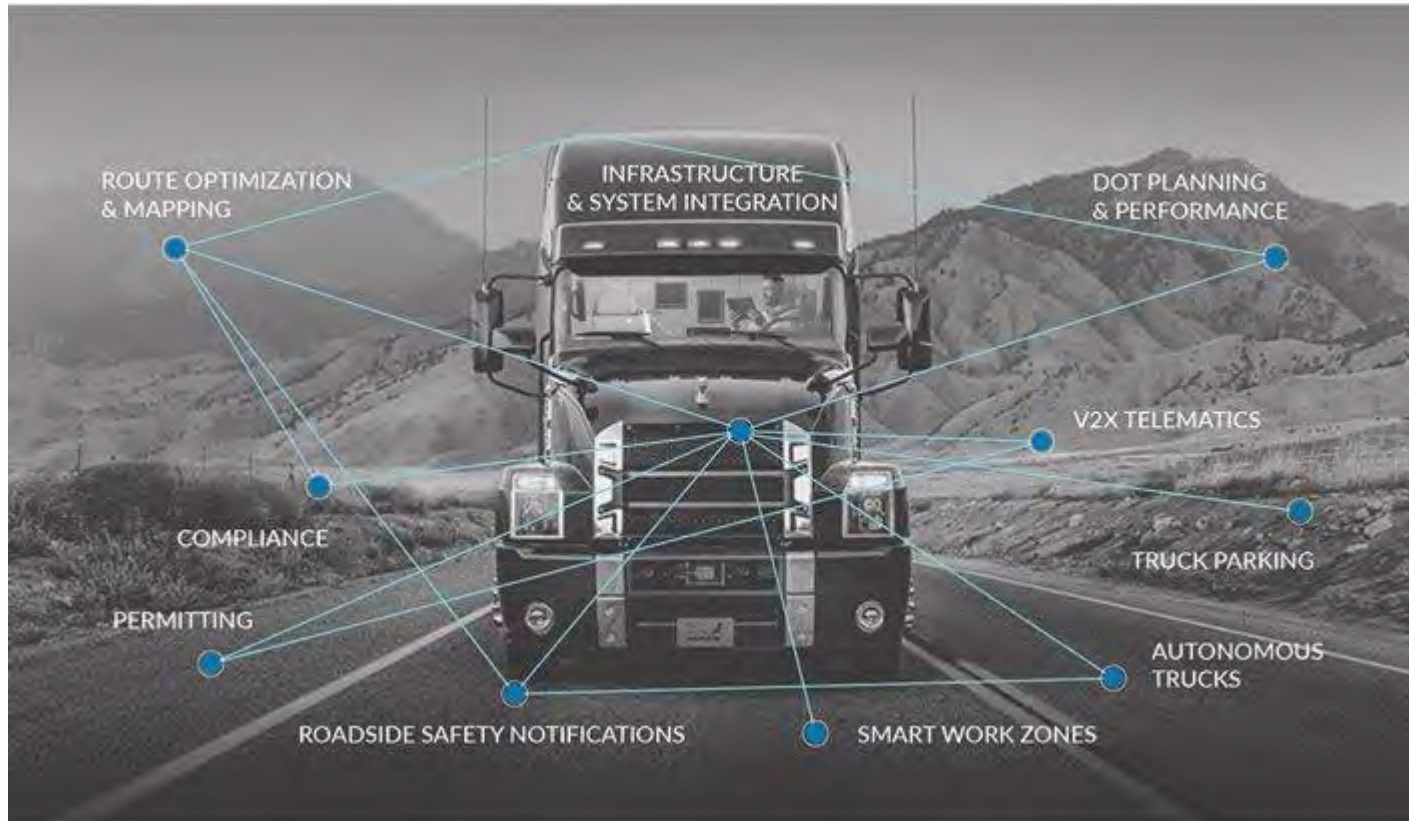 ROUTE OPTIMIZATION
& MAPPING
INFRASTRUCTURE
& SYSTEM INTEGRATION
DOT PLANNING
& PERFORMANCE
V2X TELEMATICS
COMPLIANCE
TRUCK PARKING
PERMITTING
AUTONOMOUS
TRUCKS
ROADSIDE SAFETY NOTIFICATIONS
SMART WORK ZONES